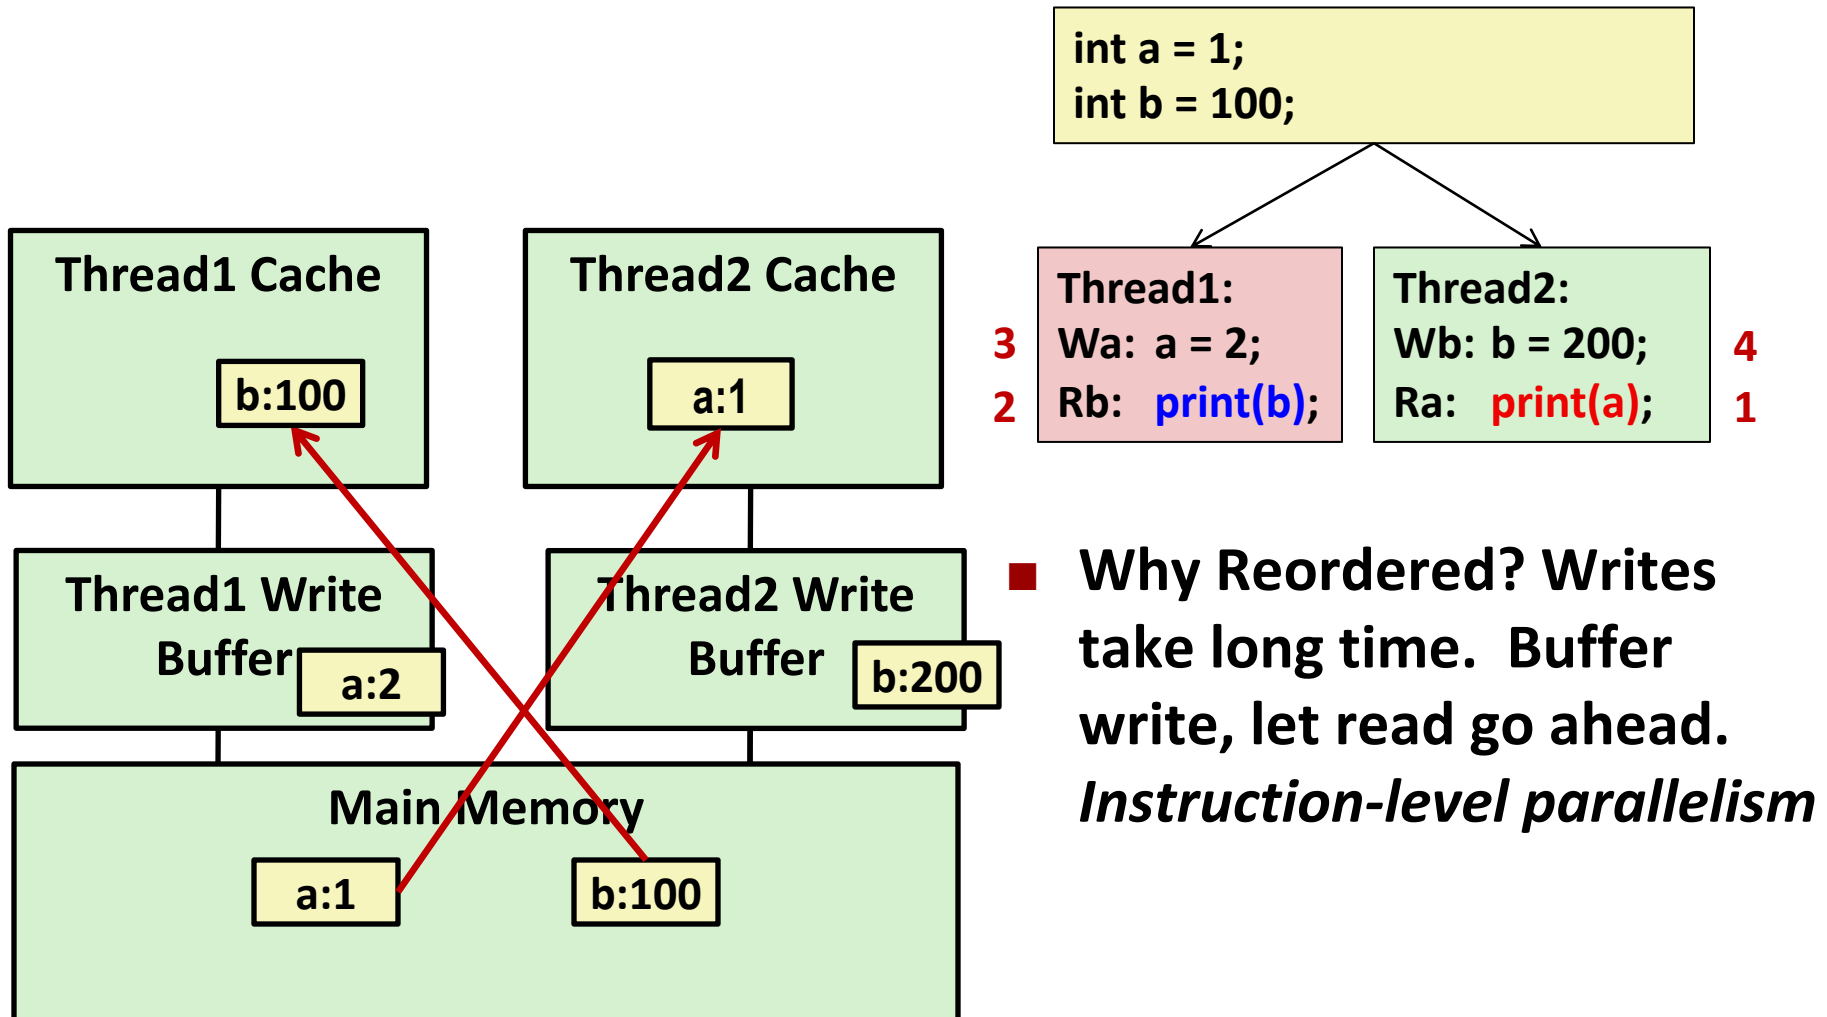 int a = 1;
int b = 100;
Thread1 Cache
b:100
Thread2 Cache
a:1
Thread1:
3 Wa: a = 2;
2 Rb: print(b);
Thread2:
Wb: b = 200; 4
Ra: print(a); 1
Thread1 Write
Buffer
a:2
Thread2 Write
Buffer
b:200
Main Memory
a:1
b:100
Why Reordered? Writes
take long time. Buffer
write, let read go ahead.
Instruction-level parallelism